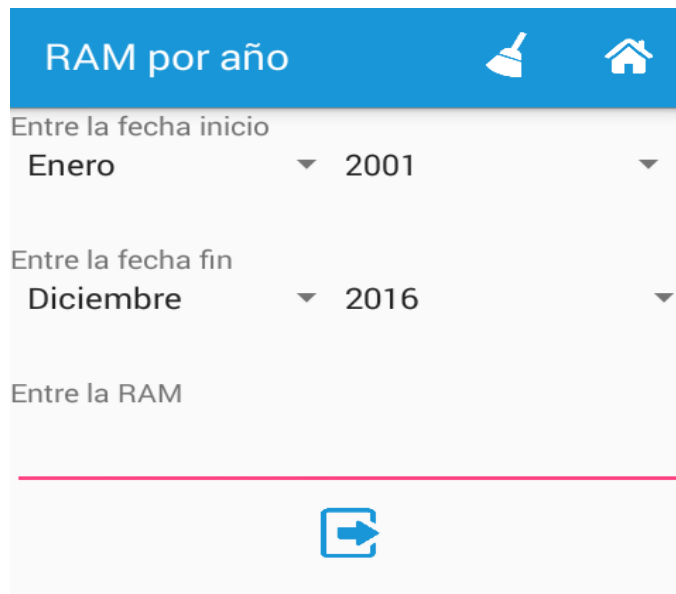 RAM por año
Entre la fecha inicio
Enero 2001
Entre la fecha fin
Diciembre 2016
Entre la RAM